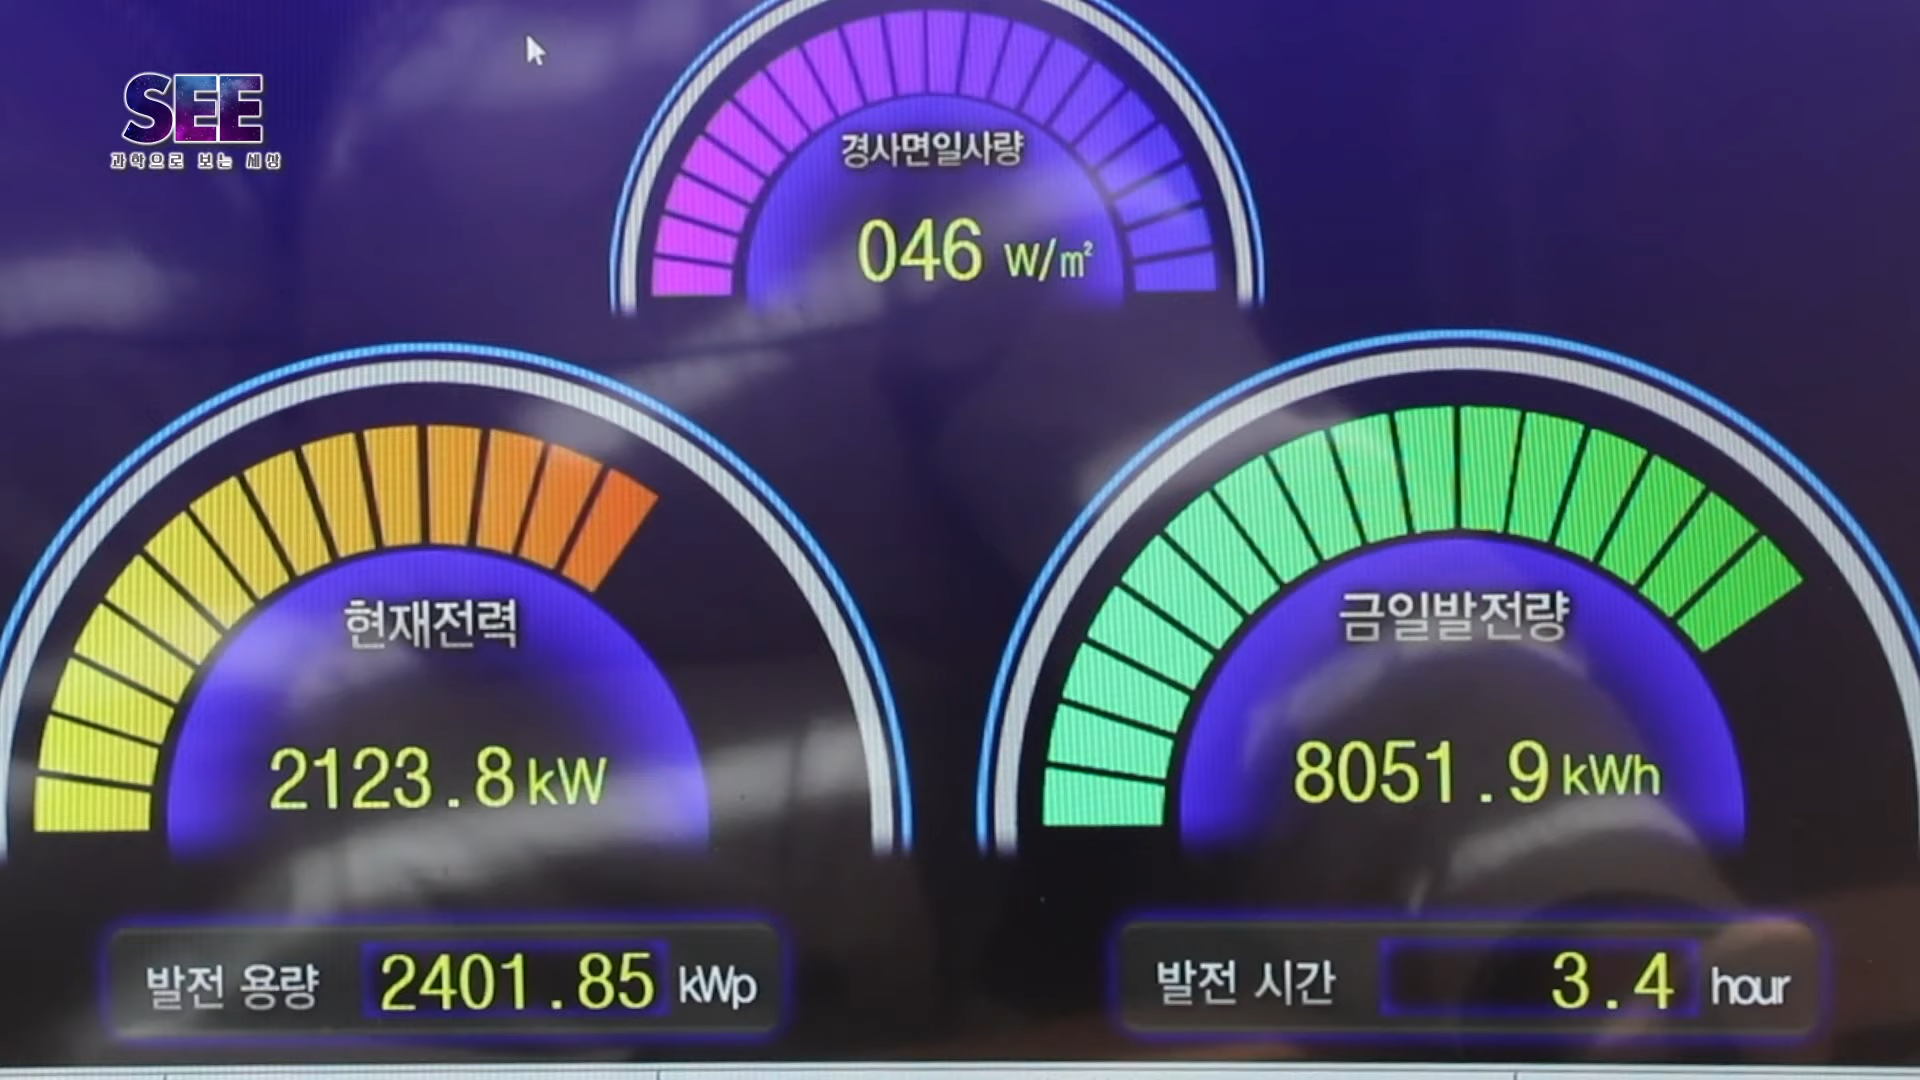 SEE
과학으로 보는 세상
경사면일사량
046 W/㎡
현재전력
2123.8 kW
금일발전량
8051.9 kWh
발전 용량 2401.85 kWp
발전 시간 3.4 hour